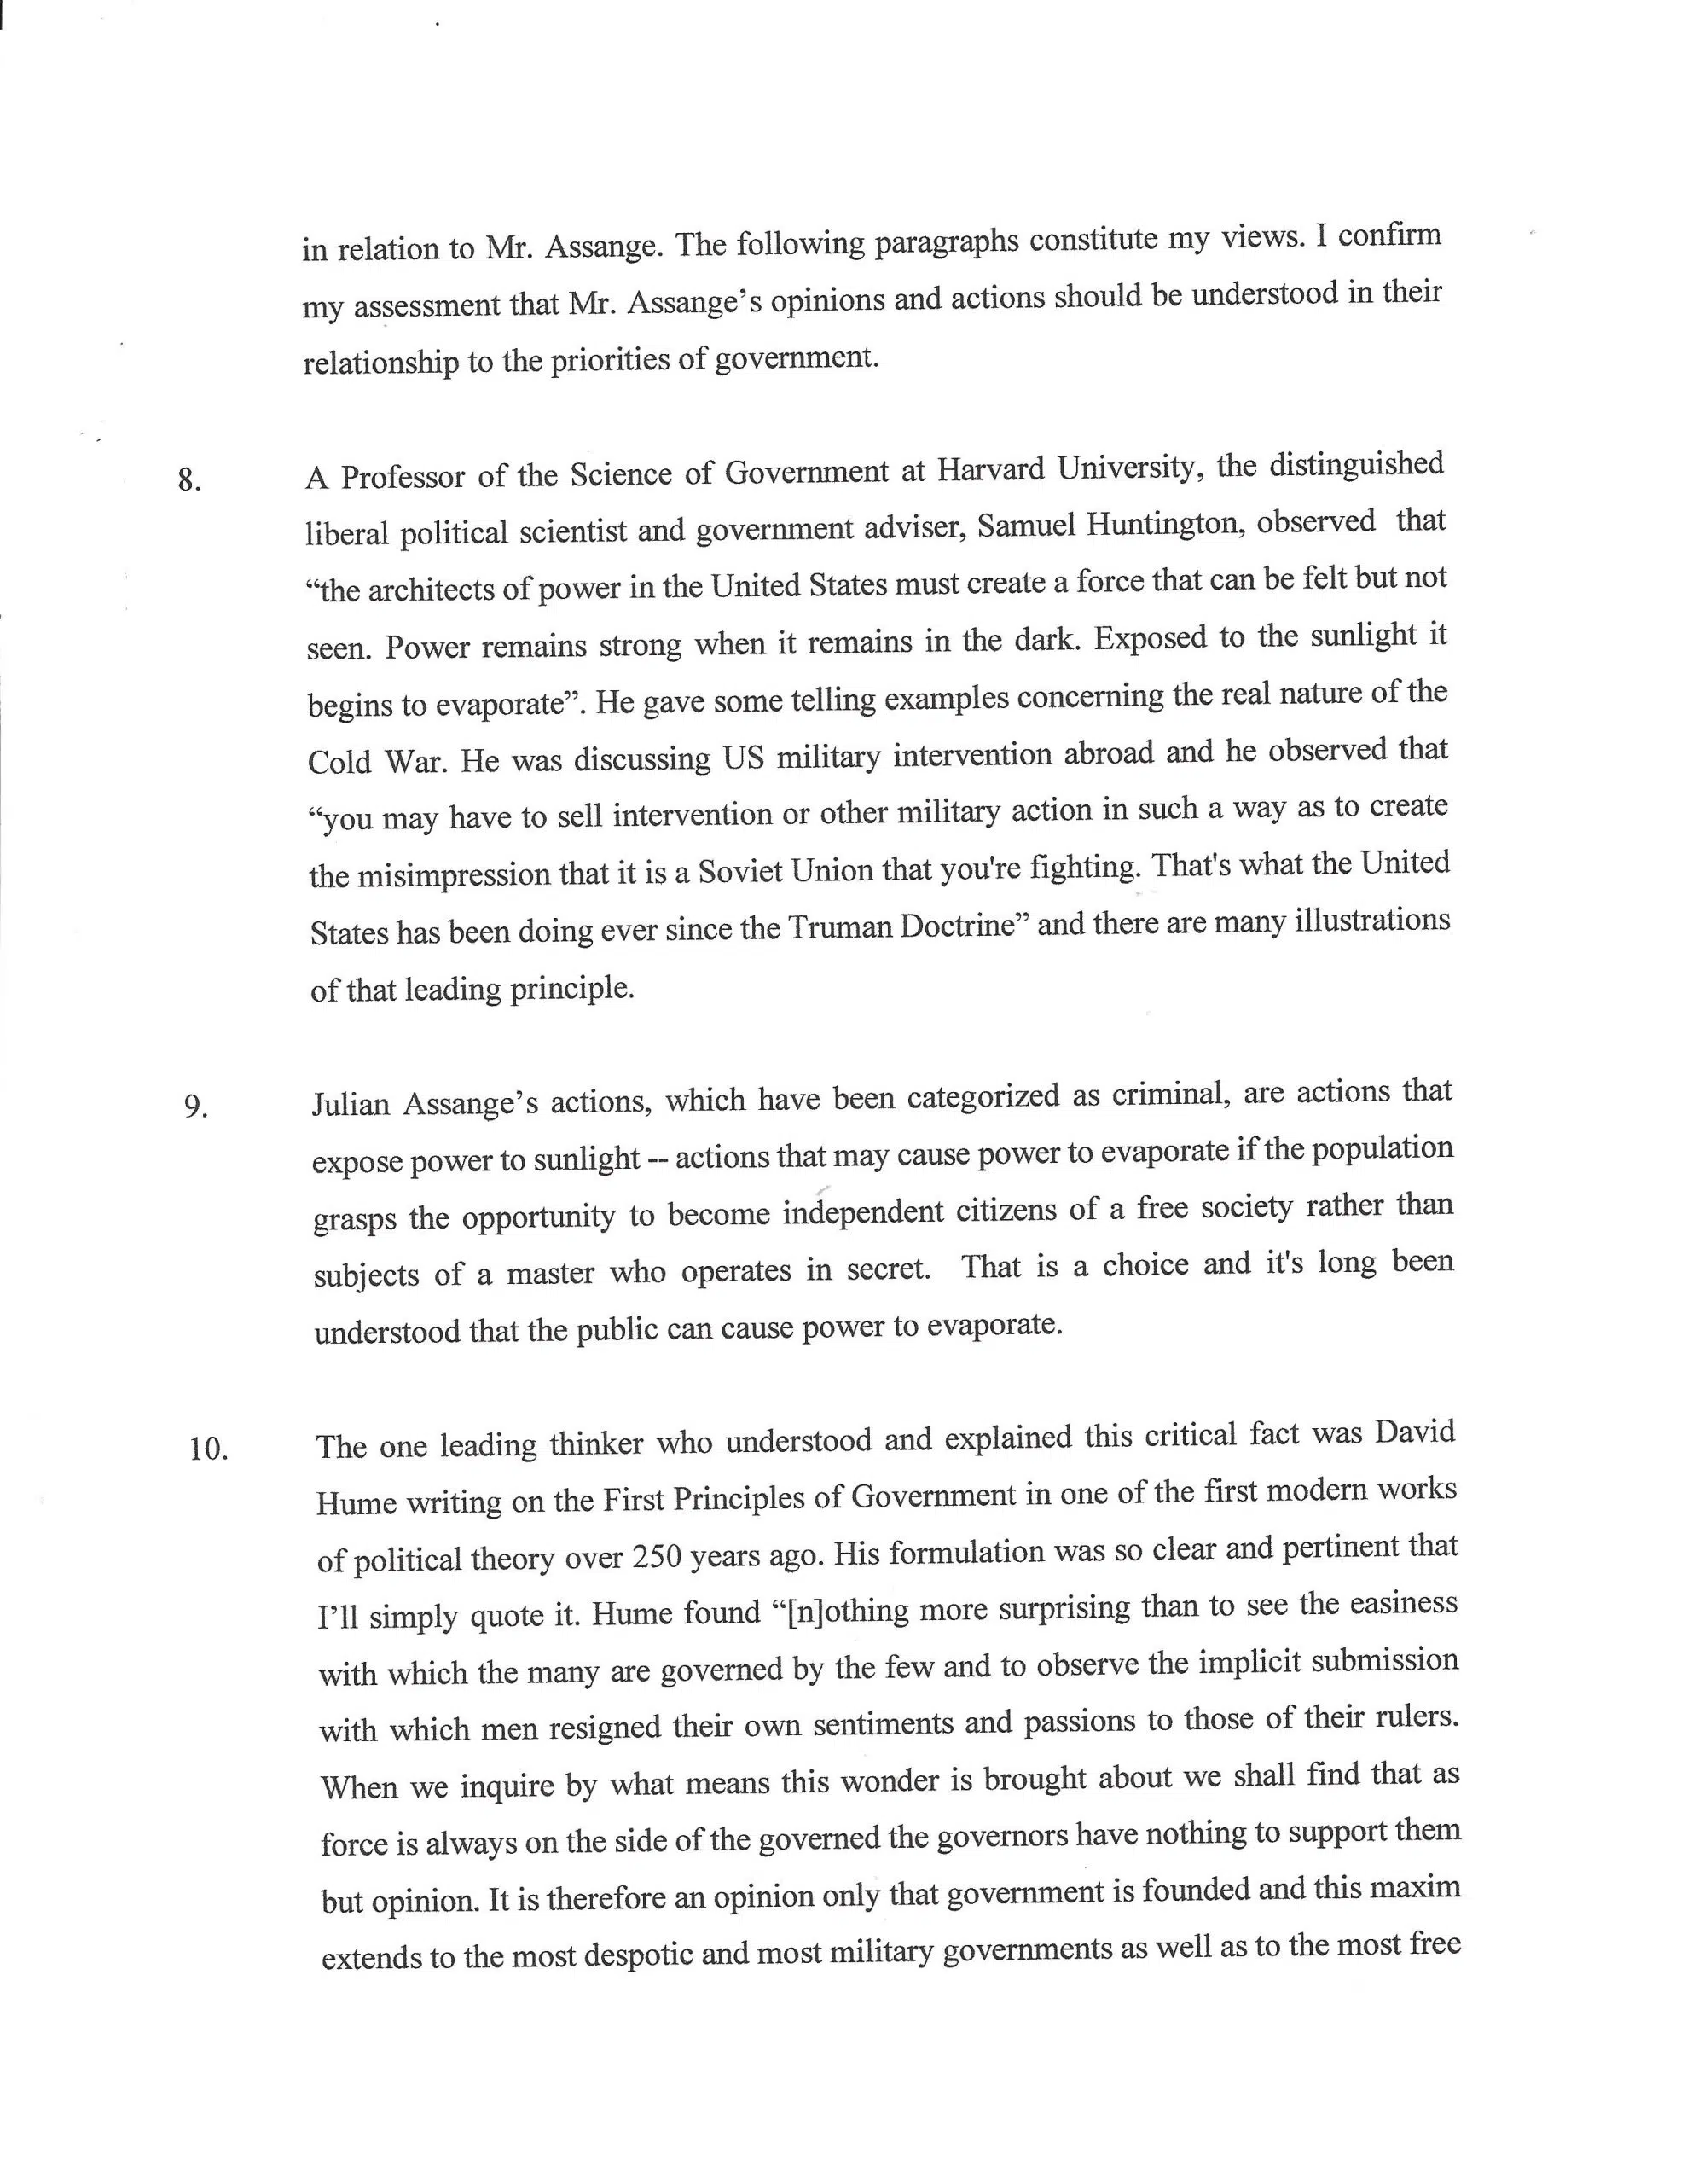 in relation to Mr. Assange. The following paragraphs constitute my views. I confirm
my assessment that Mr. Assange’s opinions and actions should be understood in their
relationship to the priorities of government.
8. A Professor of the Science of Government at Harvard University, the distinguished
liberal political scientist and government adviser, Samuel Huntington, observed that
“the architects of power in the United States must create a force that can be felt but not
seen. Power remains strong when it remains in the dark. Exposed to the sunlight it
begins to evaporate”. He gave some telling examples concerning the real nature of the
Cold War. He was discussing US military intervention abroad and he observed that
“you may have to sell intervention or other military action in such a way as to create
the misimpression that it is a Soviet Union that you're fighting. That's what the United
States has been doing ever since the Truman Doctrine” and there are many illustrations
of that leading principle.
9. Julian Assange’s actions, which have been categorized as criminal, are actions that
expose power to sunlight -- actions that may cause power to evaporate if the population
grasps the opportunity to become independent citizens of a free society rather than
subjects of a master who operates in secret. That is a choice and it's long been
understood that the public can cause power to evaporate.
10. The one leading thinker who understood and explained this critical fact was David
Hume writing on the First Principles of Government in one of the first modern works
of political theory over 250 years ago. His formulation was so clear and pertinent that
I’ll simply quote it. Hume found “[n]othing more surprising than to see the easiness
with which the many are governed by the few and to observe the implicit submission
with which men resigned their own sentiments and passions to those of their rulers.
When we inquire by what means this wonder is brought about we shall find that as
force is always on the side of the governed the governors have nothing to support them
but opinion. It is therefore an opinion only that government is founded and this maxim
extends to the most despotic and most military governments as well as to the most free